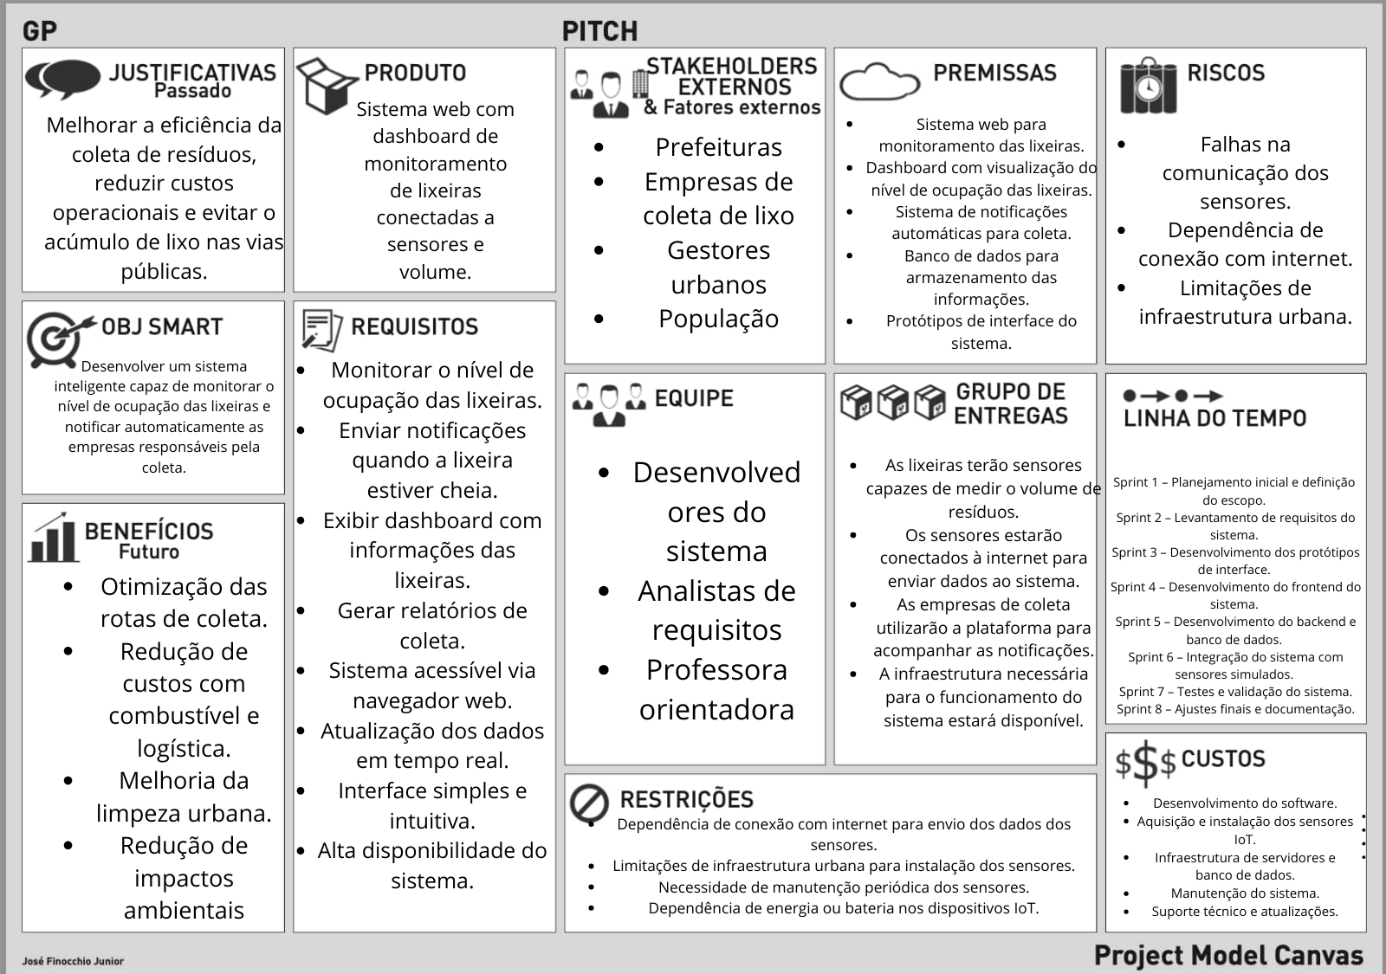 GP
PITCH
JUSTIFICATIVAS
Passado
Melhorar a eficiência da
coleta de resíduos,
reduzir custos
operacionais e evitar o
acúmulo de lixo nas vias
públicas.
PRODUTO
Sistema web com
dashboard de
monitoramento
de lixeiras
conectadas a
sensores e
volume.
STAKEHOLDERS
EXTERNOS
& Fatores externos
• Prefeituras
• Empresas de
coleta de lixo
• Gestores
urbanos
• População
PREMISSAS
• Sistema web para
monitoramento das lixeiras.
• Dashboard com visualização do
nível de ocupação das lixeiras.
• Sistema de notificações
automáticas para coleta.
• Banco de dados para
armazenamento das
informações.
• Protótipos de interface do
sistema.
RISCOS
• Falhas na
comunicação dos
sensores.
• Dependência de
conexão com internet.
• Limitações de
infraestrutura urbana.
OBJ SMART
Desenvolver um sistema
inteligente capaz de monitorar o
nível de ocupação das lixeiras e
notificar automaticamente as
empresas responsáveis pela
coleta.
REQUISITOS
• Monitorar o nível de
ocupação das lixeiras.
• Enviar notificações
quando a lixeira
estiver cheia.
• Exibir dashboard com
informações das
lixeiras.
• Gerar relatórios de
coleta.
• Sistema acessível via
navegador web.
• Atualização dos dados
em tempo real.
• Interface simples e
intuitiva.
• Alta disponibilidade do
sistema.
EQUIPE
• Desenvolved
ores do
sistema
• Analistas de
requisitos
• Professora
orientadora
GRUPO DE
ENTREGAS
• As lixeiras terão sensores
capazes de medir o volume de
resíduos.
• Os sensores estarão
conectados à internet para
enviar dados ao sistema.
• As empresas de coleta
utilizarão a plataforma para
acompanhar as notificações.
• A infraestrutura necessária
para o funcionamento do
sistema estará disponível.
LINHA DO TEMPO
Sprint 1 – Planejamento inicial e definição
do escopo.
Sprint 2 – Levantamento de requisitos do
sistema.
Sprint 3 – Desenvolvimento dos protótipos
de interface.
Sprint 4 – Desenvolvimento do frontend do
sistema.
Sprint 5 – Desenvolvimento do backend e
banco de dados.
Sprint 6 – Integração do sistema com
sensores simulados.
Sprint 7 – Testes e validação do sistema.
Sprint 8 – Ajustes finais e documentação.
BENEFÍCIOS
Futuro
• Otimização das
rotas de coleta.
• Redução de
custos com
combustível e
logística.
• Melhoria da
limpeza urbana.
• Redução de
impactos
ambientais
RESTRIÇÕES
• Dependência de conexão com internet para envio dos dados dos
sensores.
• Limitações de infraestrutura urbana para instalação dos sensores.
• Necessidade de manutenção periódica dos sensores.
• Dependência de energia ou bateria nos dispositivos IoT.
$$$ CUSTOS
• Desenvolvimento do software.
• Aquisição e instalação dos sensores
IoT.
• Infraestrutura de servidores e
banco de dados.
• Manutenção do sistema.
• Suporte técnico e atualizações.
José Finocchio Junior
Project Model Canvas